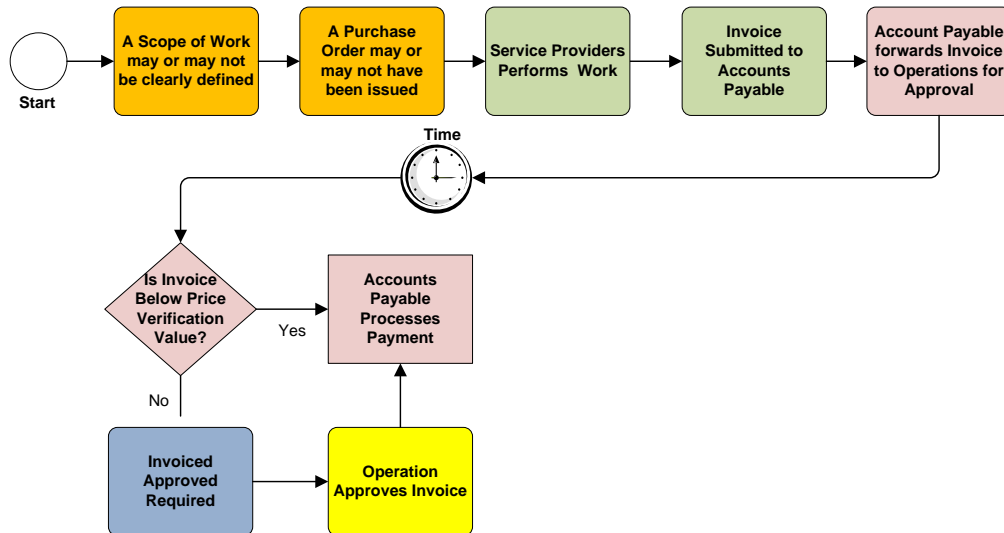 Start
A Scope of Work
may or may not
be clearly defined
A Purchase
Order may or
may not have
been issued
Service Providers
Performs Work
Invoice
Submitted to
Accounts
Payable
Account Payable
forwards Invoice
to Operations for
Approval
Time
Is Invoice
Below Price
Verification
Value?
Yes
Accounts
Payable
Processes
Payment
No
Invoiced
Approved
Required
Operation
Approves Invoice